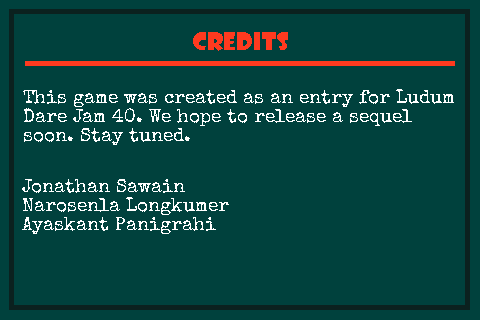 CREDITS
This game was created as an entry for Ludum
Dare Jam 40. We hope to release a sequel
soon. Stay tuned.
Jonathan Sawain
Narosenla Longkumer
Ayaskant Panigrahi